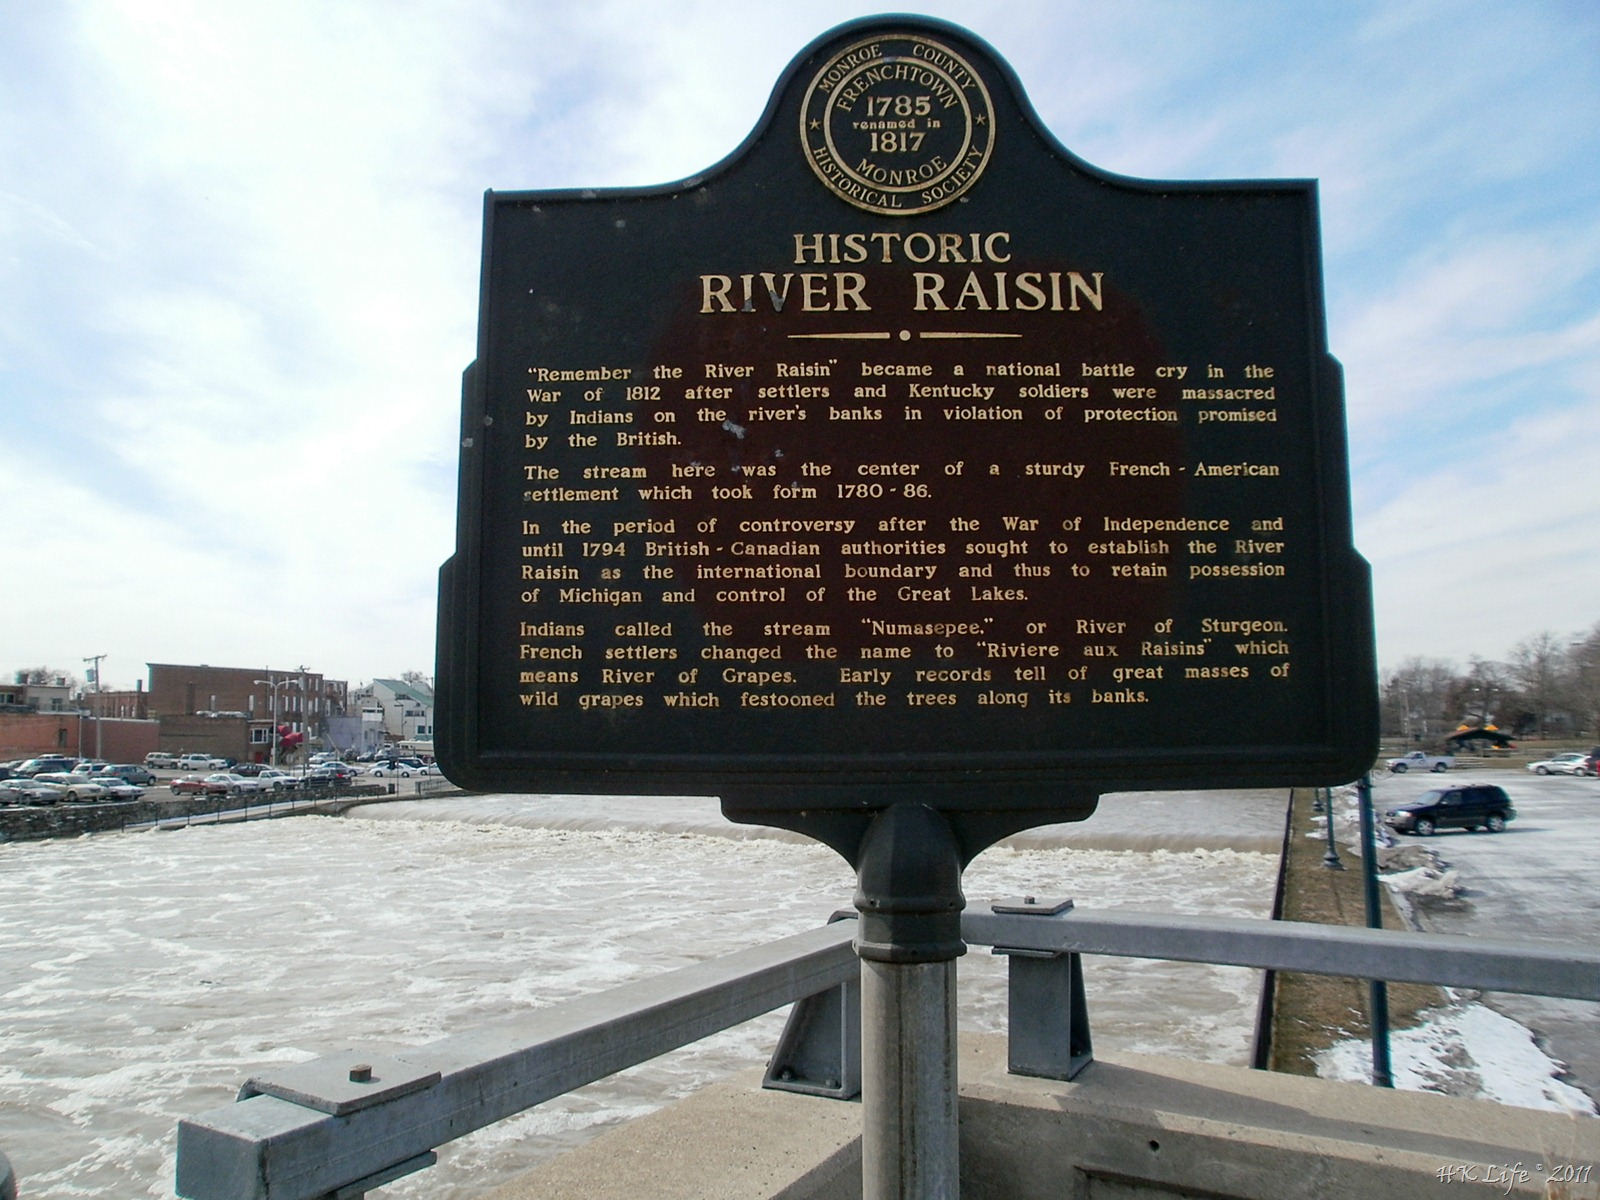 MONROE COUNTY
FRENCHTOWN
1785
renamed in
1817
MONROE
HISTORICAL SOCIETY
HISTORIC
RIVER RAISIN
"Remember the River Raisin" became a national battle cry in the
War of 1812 after settlers and Kentucky soldiers were massacred
by Indians on the river's banks in violation of protection promised
by the British.
The stream here was the center of a sturdy French - American
settlement which took form 1780 - 86.
In the period of controversy after the War of Independence and
until 1794 British - Canadian authorities sought to establish the River
Raisin as the international boundary and thus to retain possession
of Michigan and control of the Great Lakes.
Indians called the stream "Numasepee," or River of Sturgeon.
French settlers changed the name to "Riviere aux Raisins" which
means River of Grapes. Early records tell of great masses of
wild grapes which festooned the trees along its banks.
HK Life © 2011